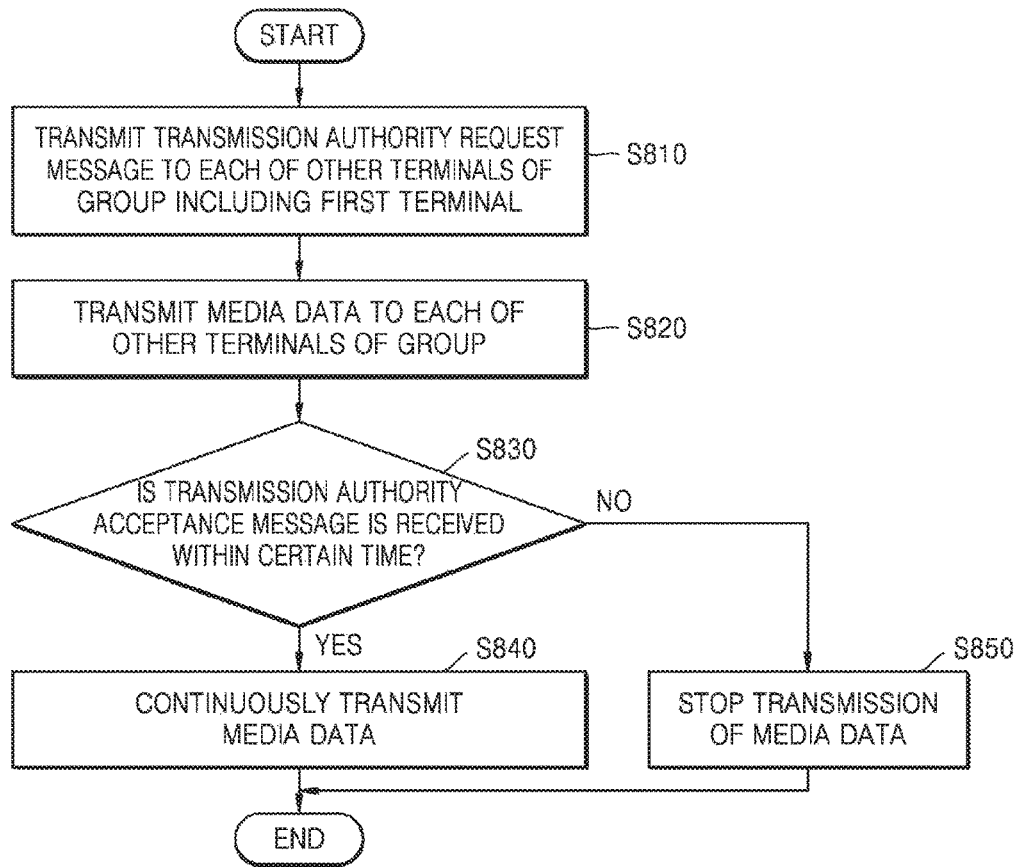 START
TRANSMIT TRANSMISSION AUTHORITY REQUEST
MESSAGE TO EACH OF OTHER TERMINALS OF
GROUP INCLUDING FIRST TERMINAL
S810
TRANSMIT MEDIA DATA TO EACH OF
OTHER TERMINALS OF GROUP
S820
S830
IS TRANSMISSION AUTHORITY
ACCEPTANCE MESSAGE IS RECEIVED
WITHIN CERTAIN TIME?
NO
YES
S840
CONTINUOUSLY TRANSMIT
MEDIA DATA
S850
STOP TRANSMISSION
OF MEDIA DATA
END